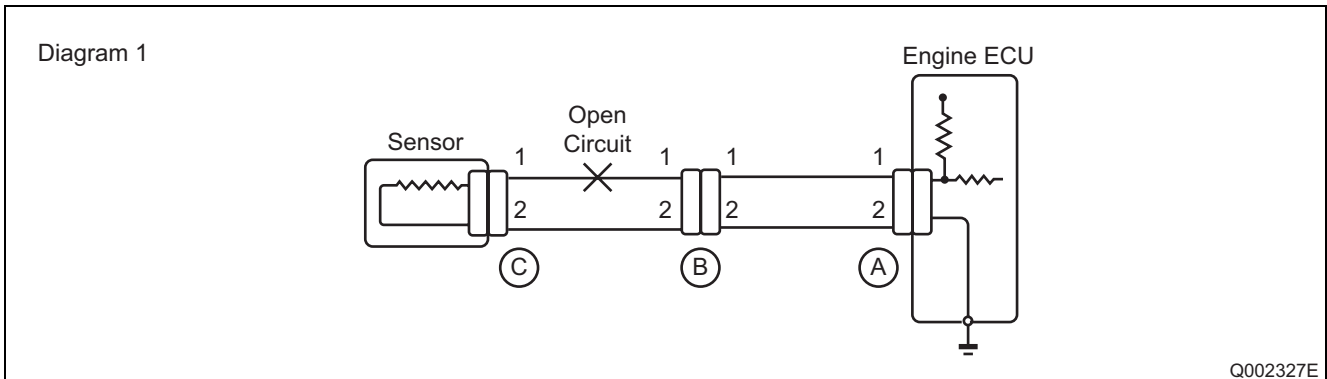 Diagram 1
Engine ECU
Open
Circuit
Sensor
1 1 1 1
2 2 2 2
C B A
Q002327E